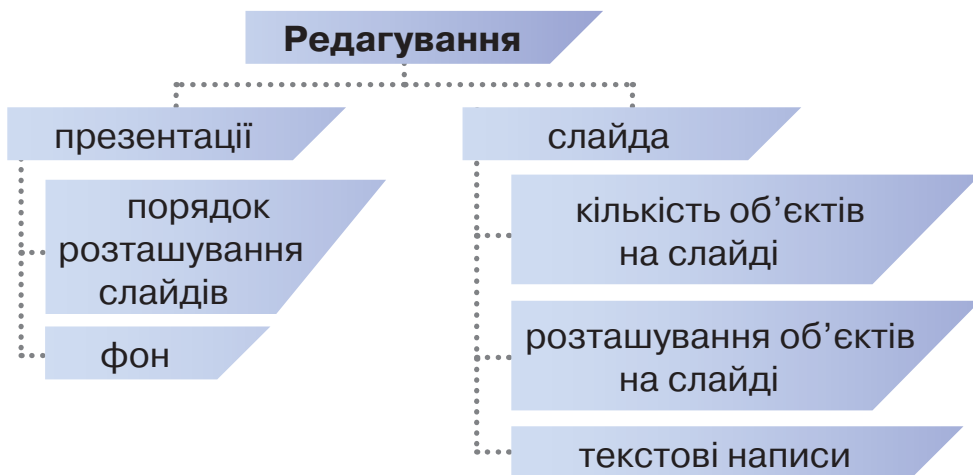 Редагування
презентації
порядок
розташування
слайдів
фон
слайда
кількість об’єктів
на слайді
розташування об’єктів
на слайді
текстові написи